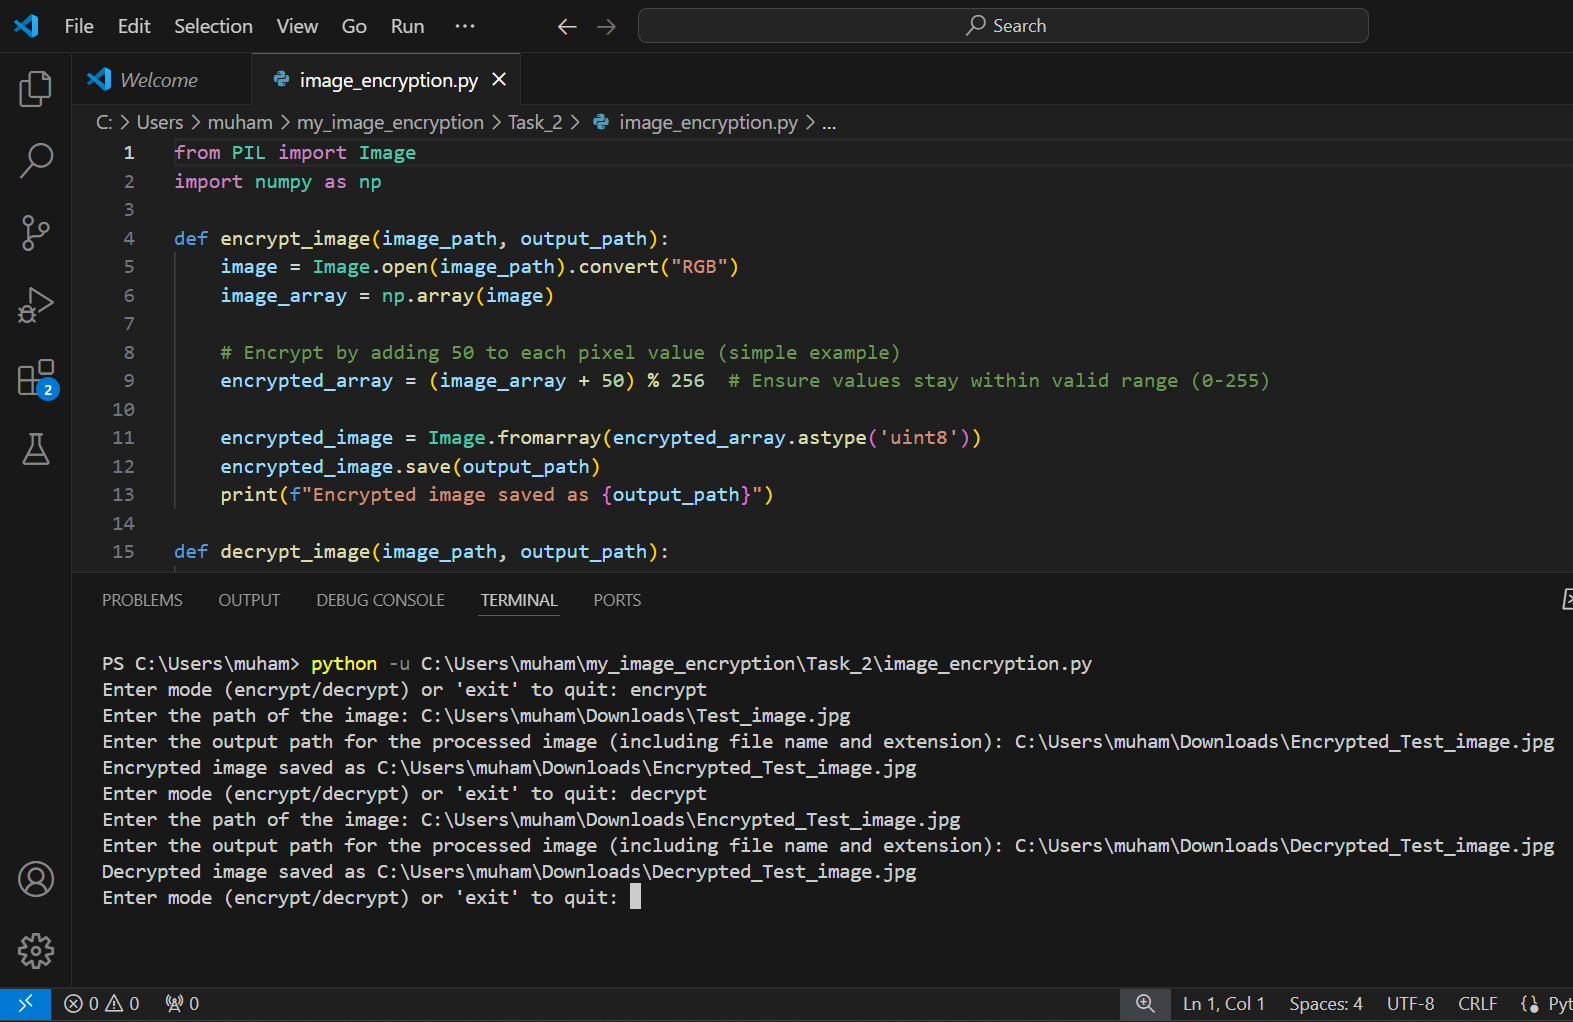 File Edit Selection View Go Run ··· Search
Welcome image_encryption.py
C: > Users > muham > my_image_encryption > Task_2 > image_encryption.py > ...
1 from PIL import Image
2 import numpy as np
3
4 def encrypt_image(image_path, output_path):
5 image = Image.open(image_path).convert("RGB")
6 image_array = np.array(image)
7
8 # Encrypt by adding 50 to each pixel value (simple example)
9 encrypted_array = (image_array + 50) % 256 # Ensure values stay within valid range (0-255)
10
11 encrypted_image = Image.fromarray(encrypted_array.astype('uint8'))
12 encrypted_image.save(output_path)
13 print(f"Encrypted image saved as {output_path}")
14
15 def decrypt_image(image_path, output_path):
2
PROBLEMS OUTPUT DEBUG CONSOLE TERMINAL PORTS
PS C:\Users\muham> python -u C:\Users\muham\my_image_encryption\Task_2\image_encryption.py
Enter mode (encrypt/decrypt) or 'exit' to quit: encrypt
Enter the path of the image: C:\Users\muham\Downloads\Test_image.jpg
Enter the output path for the processed image (including file name and extension): C:\Users\muham\Downloads\Encrypted_Test_image.jpg
Encrypted image saved as C:\Users\muham\Downloads\Encrypted_Test_image.jpg
Enter mode (encrypt/decrypt) or 'exit' to quit: decrypt
Enter the path of the image: C:\Users\muham\Downloads\Encrypted_Test_image.jpg
Enter the output path for the processed image (including file name and extension): C:\Users\muham\Downloads\Decrypted_Test_image.jpg
Decrypted image saved as C:\Users\muham\Downloads\Decrypted_Test_image.jpg
Enter mode (encrypt/decrypt) or 'exit' to quit:
0 0 0 Ln 1, Col 1 Spaces: 4 UTF-8 CRLF Pyt